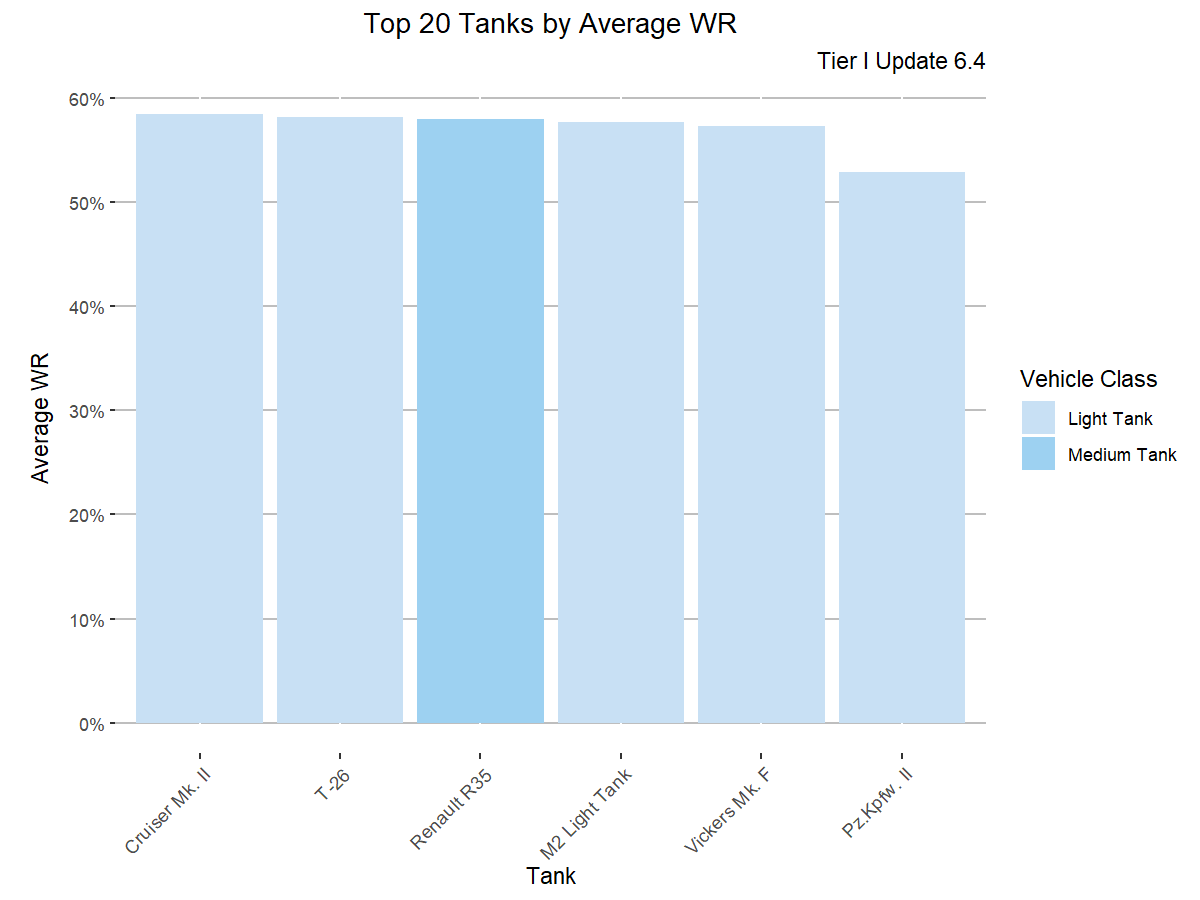 Top 20 Tanks by Average WR
Tier I Update 6.4
60%
50%
40%
30%
20%
10%
0%
Average WR
Cruiser Mk. II
T-26
Renault R35
M2 Light Tank
Vickers Mk. F
Pz.Kpfw. II
Tank
Vehicle Class
Light Tank
Medium Tank